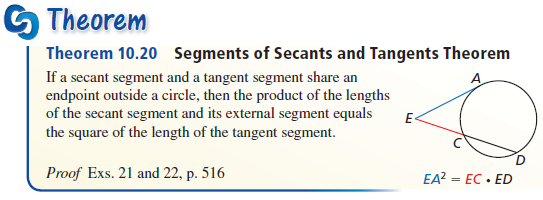 Theorem
Theorem 10.20 Segments of Secants and Tangents Theorem
If a secant segment and a tangent segment share an
endpoint outside a circle, then the product of the lengths
of the secant segment and its external segment equals
the square of the length of the tangent segment.
Proof Exs. 21 and 22, p. 516
A
E
C
D
EA² = EC • ED